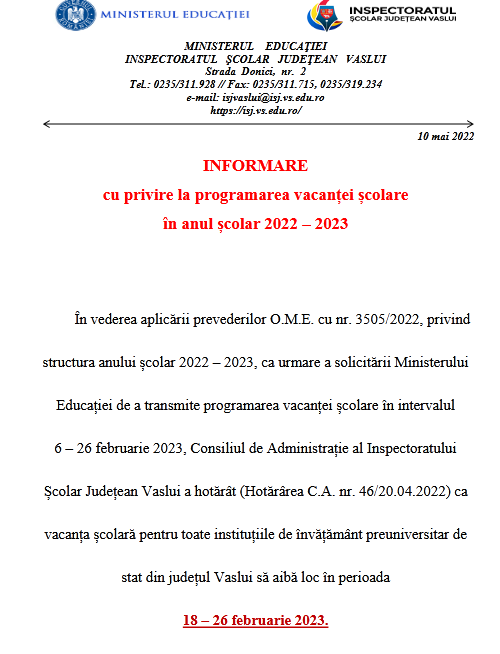 MINISTERUL EDUCAȚIEI
INSPECTORATUL
ȘCOLAR JUDEȚEAN VASLUI
MINISTERUL EDUCAŢIEI
INSPECTORATUL ŞCOLAR JUDEŢEAN VASLUI
Strada Donici, nr. 2
Tel.: 0235/311.928 // Fax: 0235/311.715, 0235/319.234
e-mail: isjvaslui@isj.vs.edu.ro
https://isj.vs.edu.ro/
10 mai 2022
INFORMARE
cu privire la programarea vacanței școlare
în anul școlar 2022 – 2023
În vederea aplicării prevederilor O.M.E. cu nr. 3505/2022, privind
structura anului școlar 2022 – 2023, ca urmare a solicitării Ministerului
Educației de a transmite programarea vacanței școlare în intervalul
6 – 26 februarie 2023, Consiliul de Administrație al Inspectoratului
Școlar Județean Vaslui a hotărât (Hotărârea C.A. nr. 46/20.04.2022) ca
vacanța școlară pentru toate instituțiile de învățământ preuniversitar de
stat din județul Vaslui să aibă loc în perioada
18 – 26 februarie 2023.